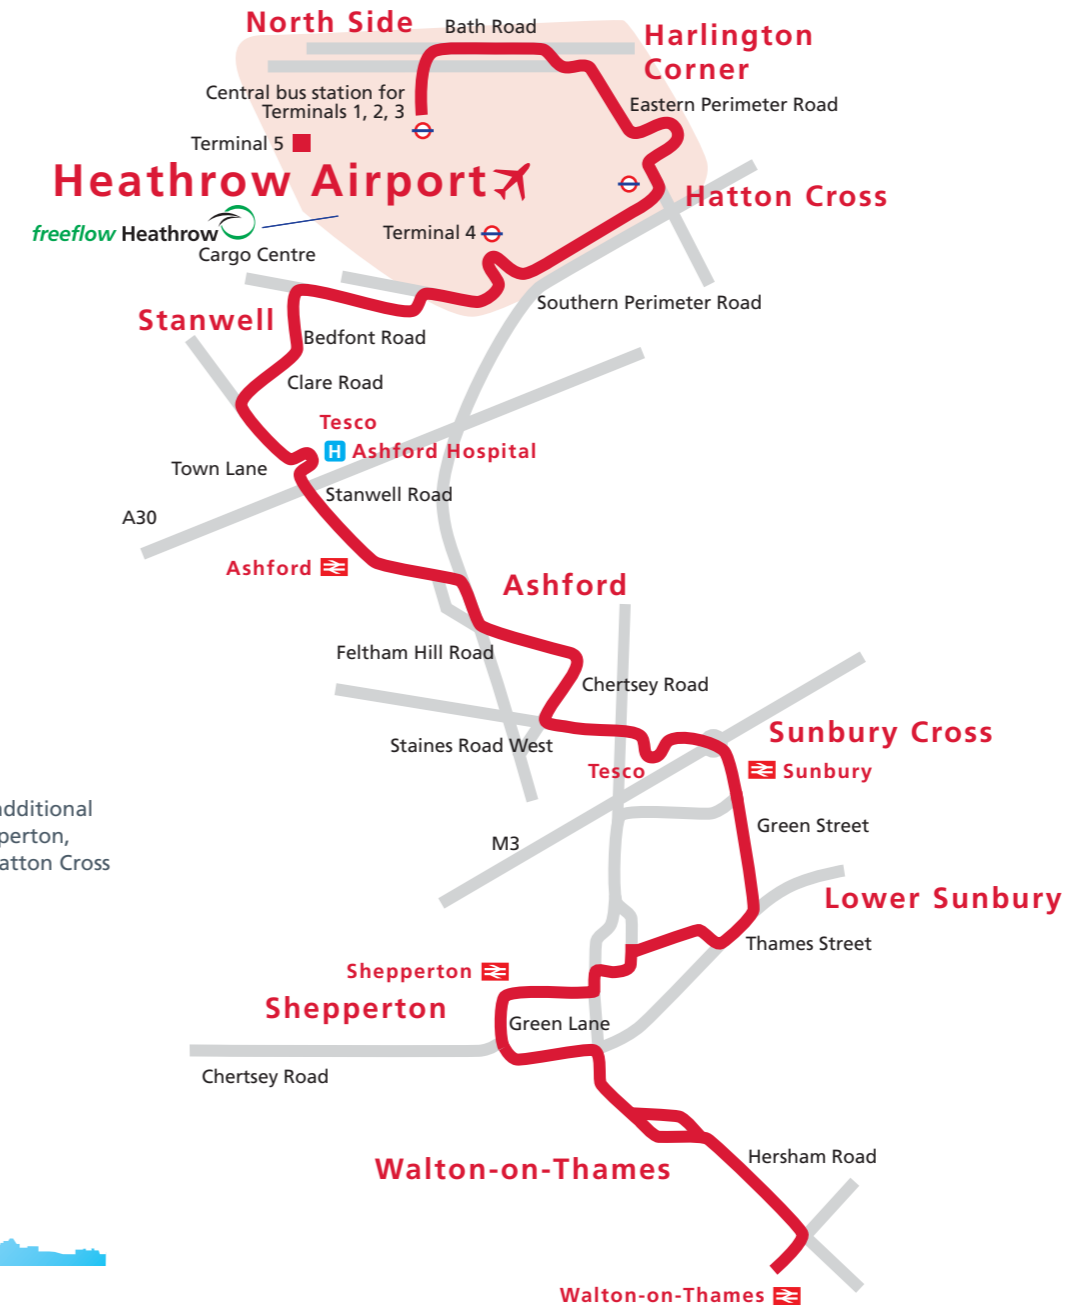 North Side
Bath Road
Harlington
Corner
Central bus station for
Terminals 1, 2, 3
Eastern Perimeter Road
Terminal 5
Heathrow Airport
Hatton Cross
freeflow Heathrow
Terminal 4
Cargo Centre
Southern Perimeter Road
Stanwell
Bedfont Road
Clare Road
Tesco
H Ashford Hospital
Town Lane
Stanwell Road
A30
Ashford
Ashford
Feltham Hill Road
Chertsey Road
Sunbury Cross
Staines Road West
Tesco
Sunbury
additional
perton,
Green Street
M3
atton Cross
Lower Sunbury
Thames Street
Shepperton
Shepperton
Green Lane
Chertsey Road
Hersham Road
Walton-on-Thames
Walton-on-Thames